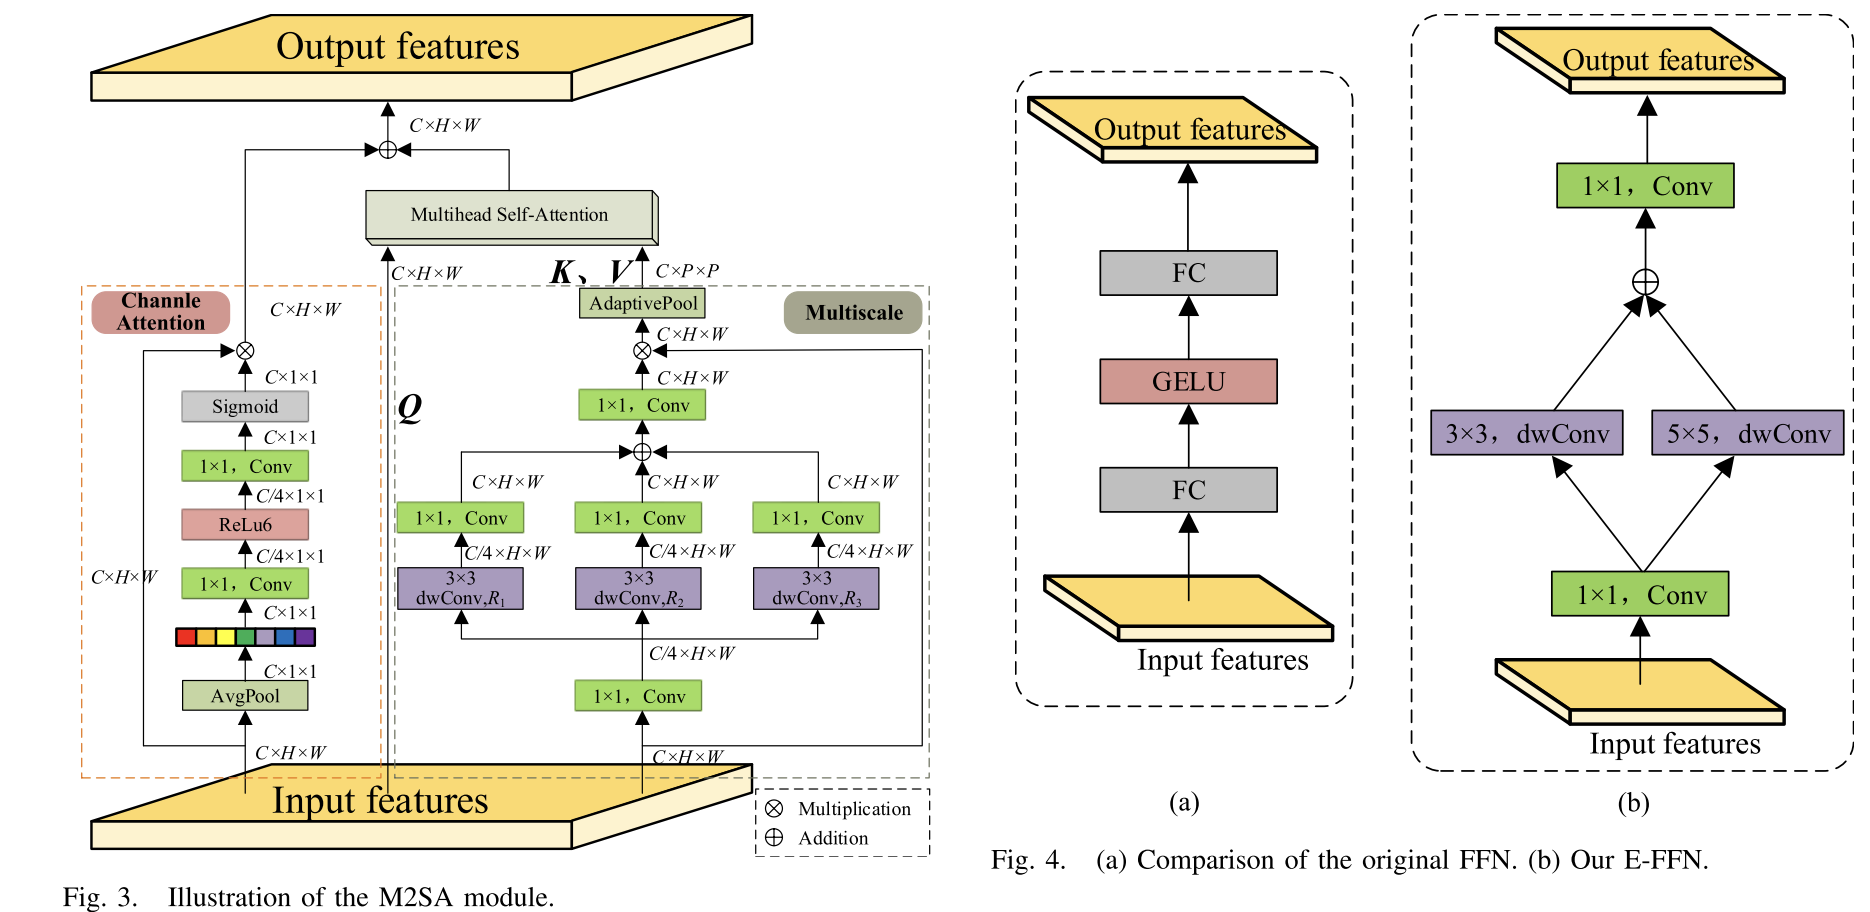 Output features
C×H×W
Multihead Self-Attention
C×H×W
K、V
C×P×P
Channle
Attention
C×H×W
AdaptivePool
Multiscale
C×H×W
C×1×1
C×H×W
Sigmoid
Q
1×1, Conv
C×1×1
1×1, Conv
C/4×1×1
C×H×W
C×H×W
C×H×W
ReLu6
1×1, Conv
1×1, Conv
1×1, Conv
C/4×1×1
C/4×H×W
C/4×H×W
C/4×H×W
C×H×W
1×1, Conv
3×3
dwConv,R1
3×3
dwConv,R2
3×3
dwConv,R3
C×1×1
C/4×H×W
C×1×1
AvgPool
1×1, Conv
C×H×W
C×H×W
Input features
Multiplication
Addition
Fig. 3. Illustration of the M2SA module.
Output features
FC
GELU
FC
Input features
(a)
Output features
1×1, Conv
3×3, dwConv
5×5, dwConv
1×1, Conv
Input features
(b)
Fig. 4. (a) Comparison of the original FFN. (b) Our E-FFN.